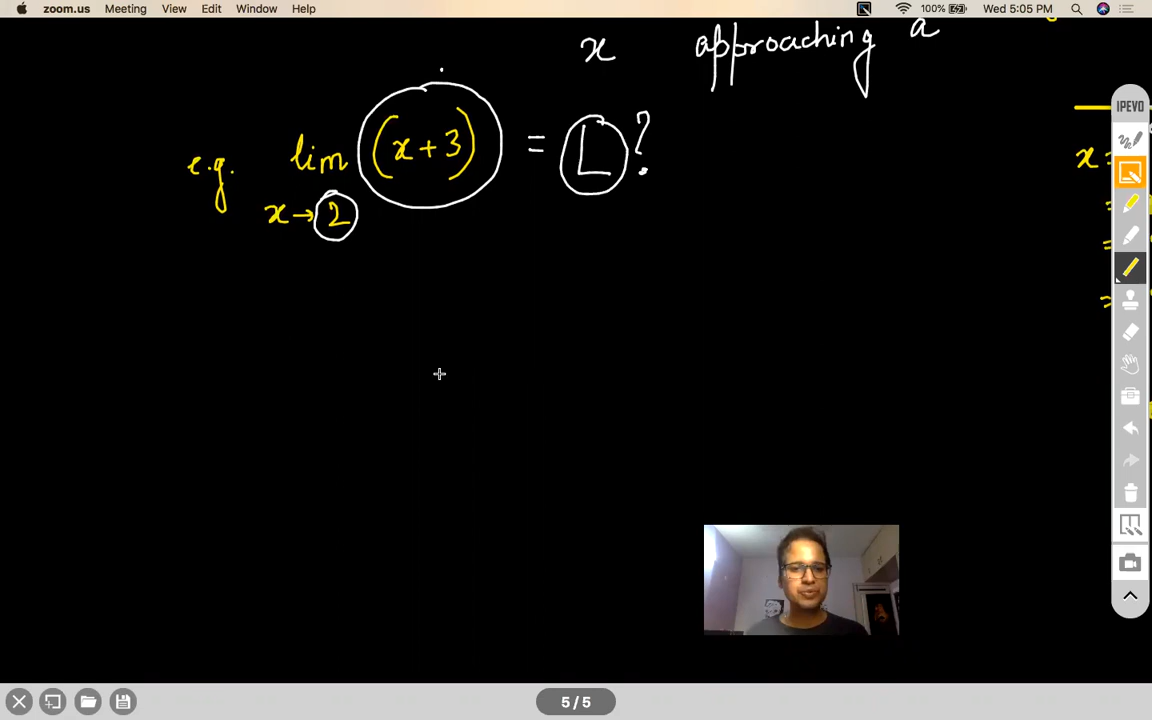 zoom.us Meeting View Edit Window Help 100% Wed 5:05 PM
x approaching a
e.g. lim (x+3) = L?
x→2
IPEVO
x =
=
=
=
5 / 5